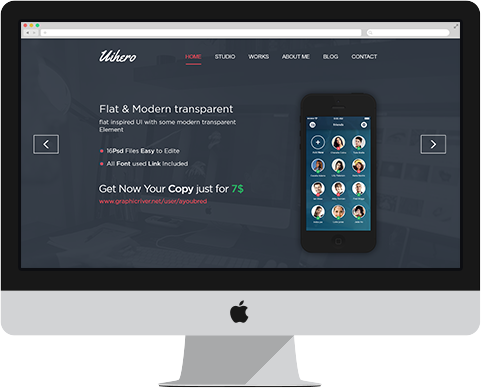 Uihero
HOME STUDIO WORKS ABOUT ME BLOG CONTACT
Flat & Modern transparent
flat inspired UI with some modern transparent
Element
16Psd Files Easy to Edite
All Font used Link Included
Get Now Your Copy just for 7$
www.graphicriver.net/user/ayoubred